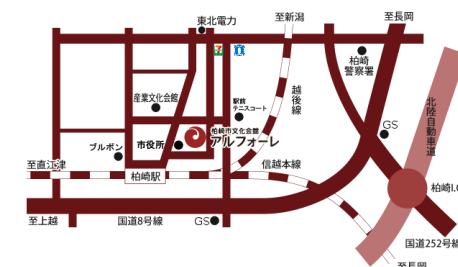 東北電力
至新潟
至長岡
柏崎
警察署
越後線
北陸自動車道
産業文化会館
駅前
テニスコート
GS
柏崎市文化会館
アルフォーレ
市役所
ブルボン
至直江津
柏崎駅
信越本線
柏崎I.C
至上越
国道8号線
GS
国道252号線
至長岡